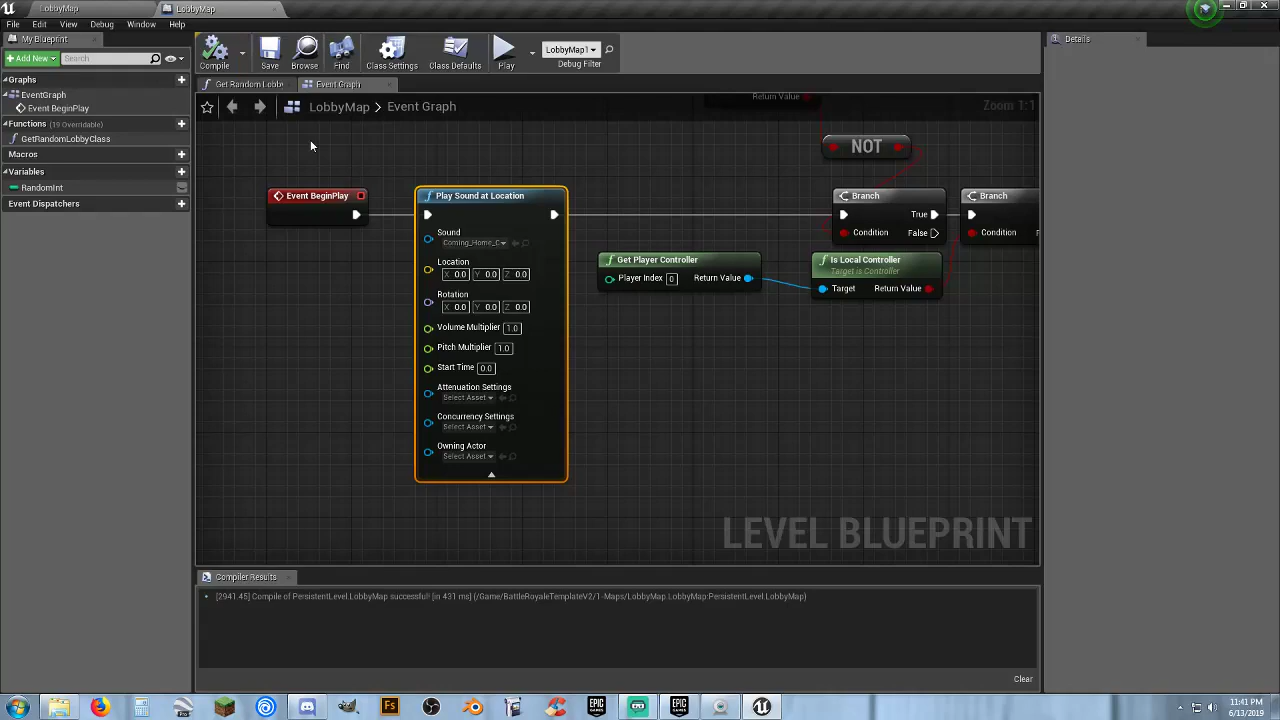 LobbyMap
LobbyMap
File Edit View Debug Window Help
My Blueprint
Details
Add New
Search
Compile
Save
Browse
Find
Class Settings
Class Defaults
Play
LobbyMap1
Debug Filter
Graphs
EventGraph
Event BeginPlay
Functions (19 Overridable)
GetRandomLobbyClass
Macros
Variables
RandomInt
Event Dispatchers
Get Random Lobby
Event Graph
LobbyMap > Event Graph
Zoom 1:1
Return Value
NOT
Event BeginPlay
Play Sound at Location
Sound
Coming_Home_C
Location
X 0.0 Y 0.0 Z 0.0
Rotation
X 0.0 Y 0.0 Z 0.0
Volume Multiplier 1.0
Pitch Multiplier 1.0
Start Time 0.0
Attenuation Settings
Select Asset
Concurrency Settings
Select Asset
Owning Actor
Select Asset
Get Player Controller
Player Index 0 Return Value
Branch
True
Condition False
Branch
Condition
Is Local Controller
Target is Controller
Target Return Value
LEVEL BLUEPRINT
Compiler Results
[2941.45] Compile of PersistentLevel.LobbyMap successful! [in 431 ms] (/Game/BattleRoyaleTemplateV2/1-Maps/LobbyMap.LobbyMap:PersistentLevel.LobbyMap)
Clear
Fs
EPIC GAMES
EPIC GAMES
11:41 PM
6/13/2019